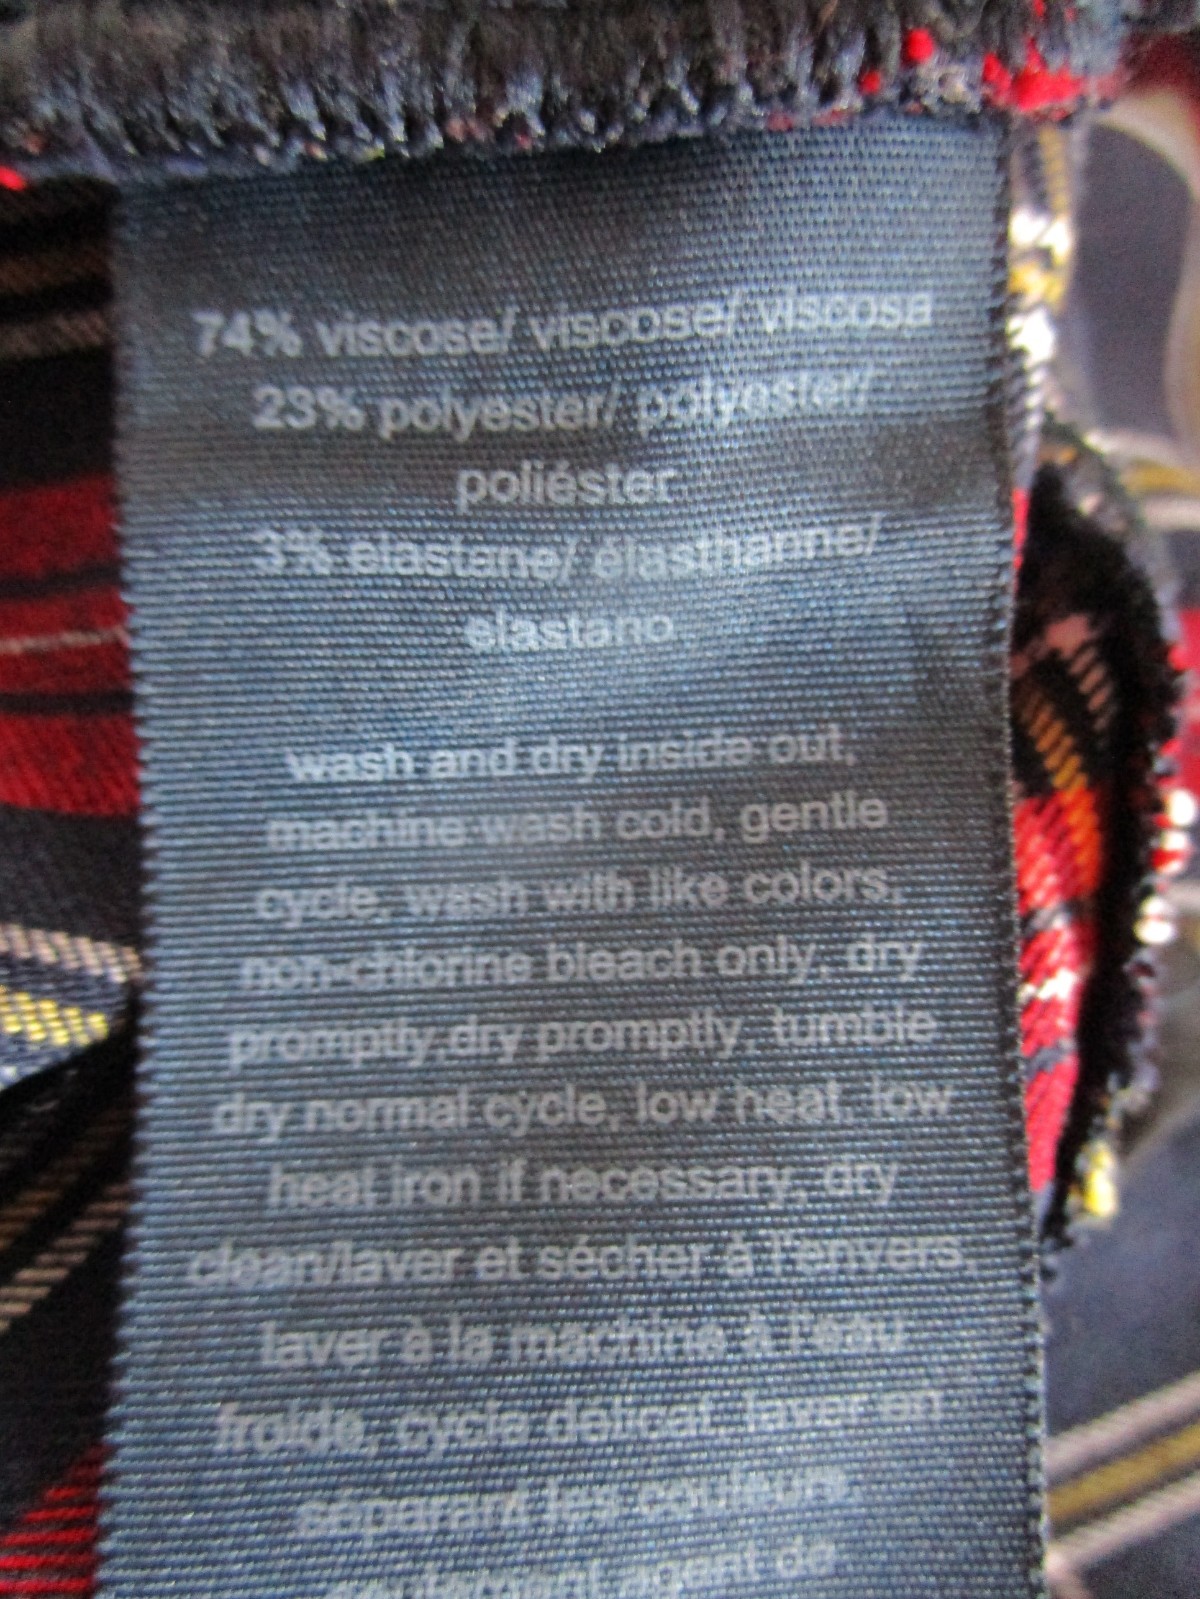 74% viscose/ viscose/ viscosa
23% polyester/ polyester/
poliéster
3% elastane/ élasthanne/
elastano
wash and dry inside out,
machine wash cold, gentle
cycle, wash with like colors,
non-chlorine bleach only, dry
promptly,dry promptly, tumble
dry normal cycle, low heat, low
heat iron if necessary, dry
clean/laver et sécher à l'envers,
laver à la machine à l'eau
froide, cycle délicat, laver en
séparant les couleurs,
seulement agent de